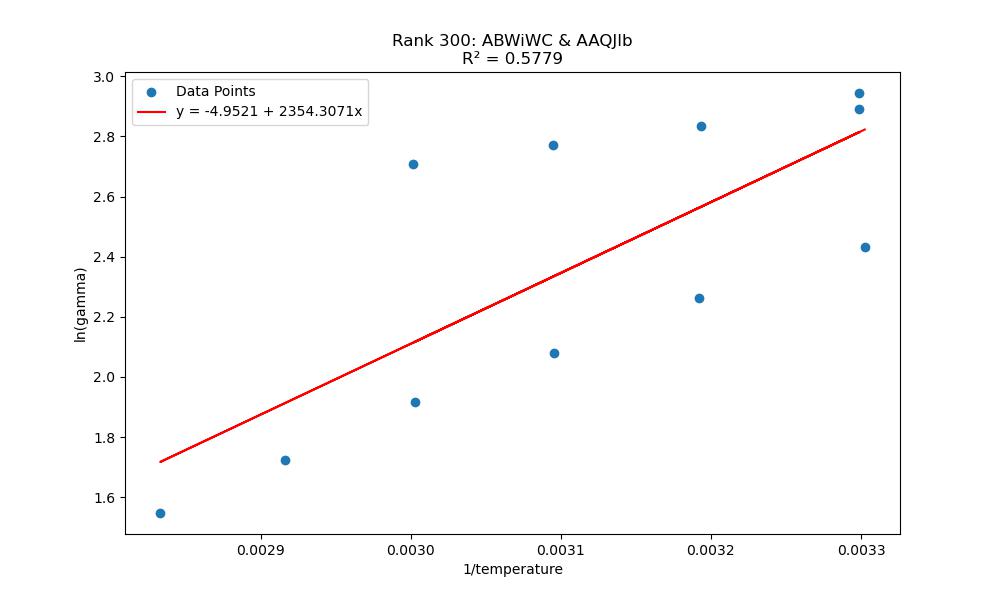 Rank 300: ABWiWC & AAQJIb
R² = 0.5779
Data Points
y = -4.9521 + 2354.3071x
ln(gamma)
3.0
2.8
2.6
2.4
2.2
2.0
1.8
1.6
0.0029
0.0030
0.0031
0.0032
0.0033
1/temperature